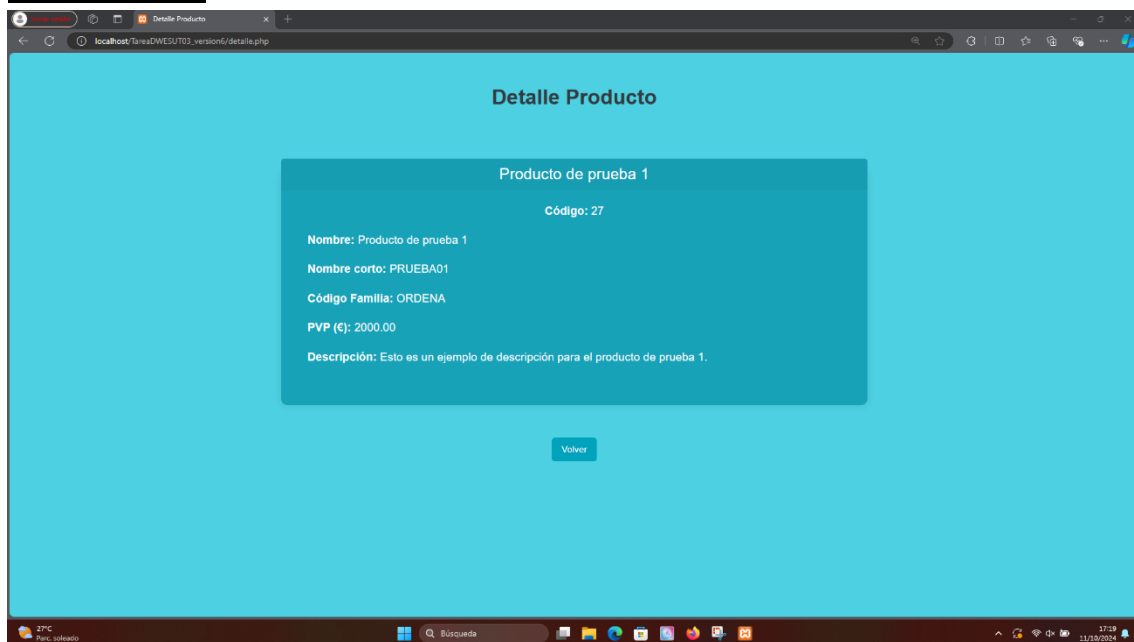 Detalle Producto
localhost/TareaDWESUT03_version6/detalle.php
Detalle Producto
Producto de prueba 1
Código: 27
Nombre: Producto de prueba 1
Nombre corto: PRUEBA01
Código Familia: ORDENA
PVP (€): 2000.00
Descripción: Esto es un ejemplo de descripción para el producto de prueba 1.
Volver
27°C
Parc. soleado
Búsqueda
17:19
11/10/2024